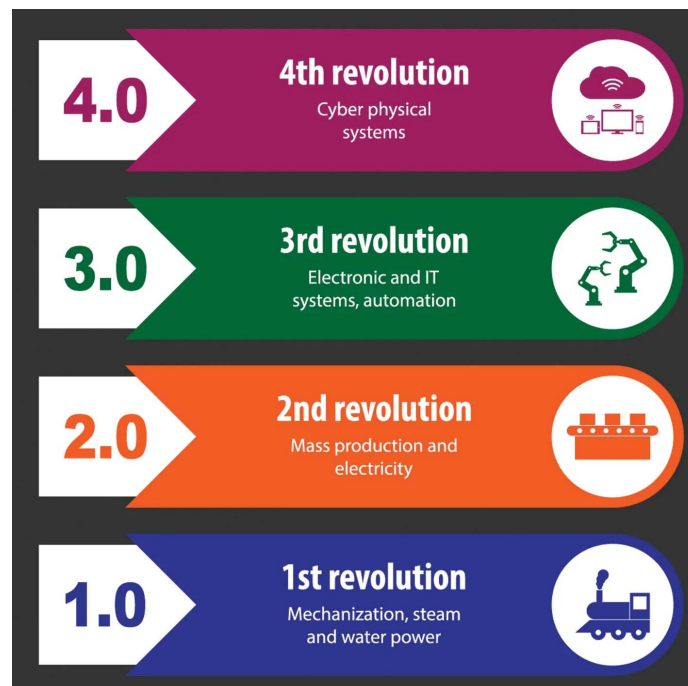 4.0
4th revolution
Cyber physical
systems
3.0
3rd revolution
Electronic and IT
systems, automation
2.0
2nd revolution
Mass production and
electricity
1.0
1st revolution
Mechanization, steam
and water power